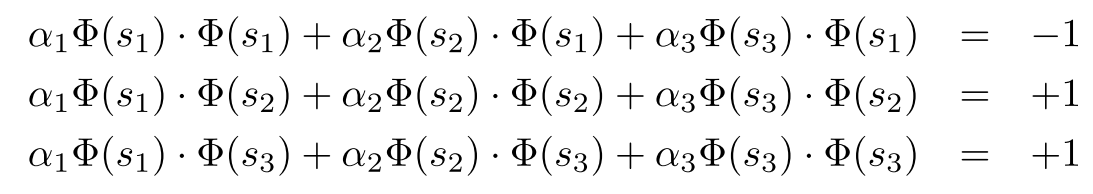 α₁Φ(s₁) · Φ(s₁) + α₂Φ(s₂) · Φ(s₁) + α₃Φ(s₃) · Φ(s₁) = −1
α₁Φ(s₁) · Φ(s₂) + α₂Φ(s₂) · Φ(s₂) + α₃Φ(s₃) · Φ(s₂) = +1
α₁Φ(s₁) · Φ(s₃) + α₂Φ(s₂) · Φ(s₃) + α₃Φ(s₃) · Φ(s₃) = +1